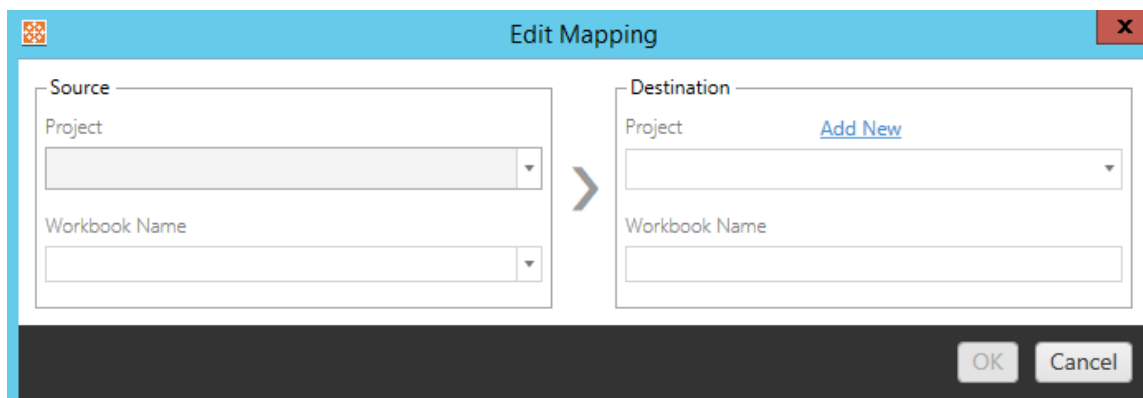 Edit Mapping
x
Source
Project
Workbook Name
Destination
Project Add New
Workbook Name
OK Cancel